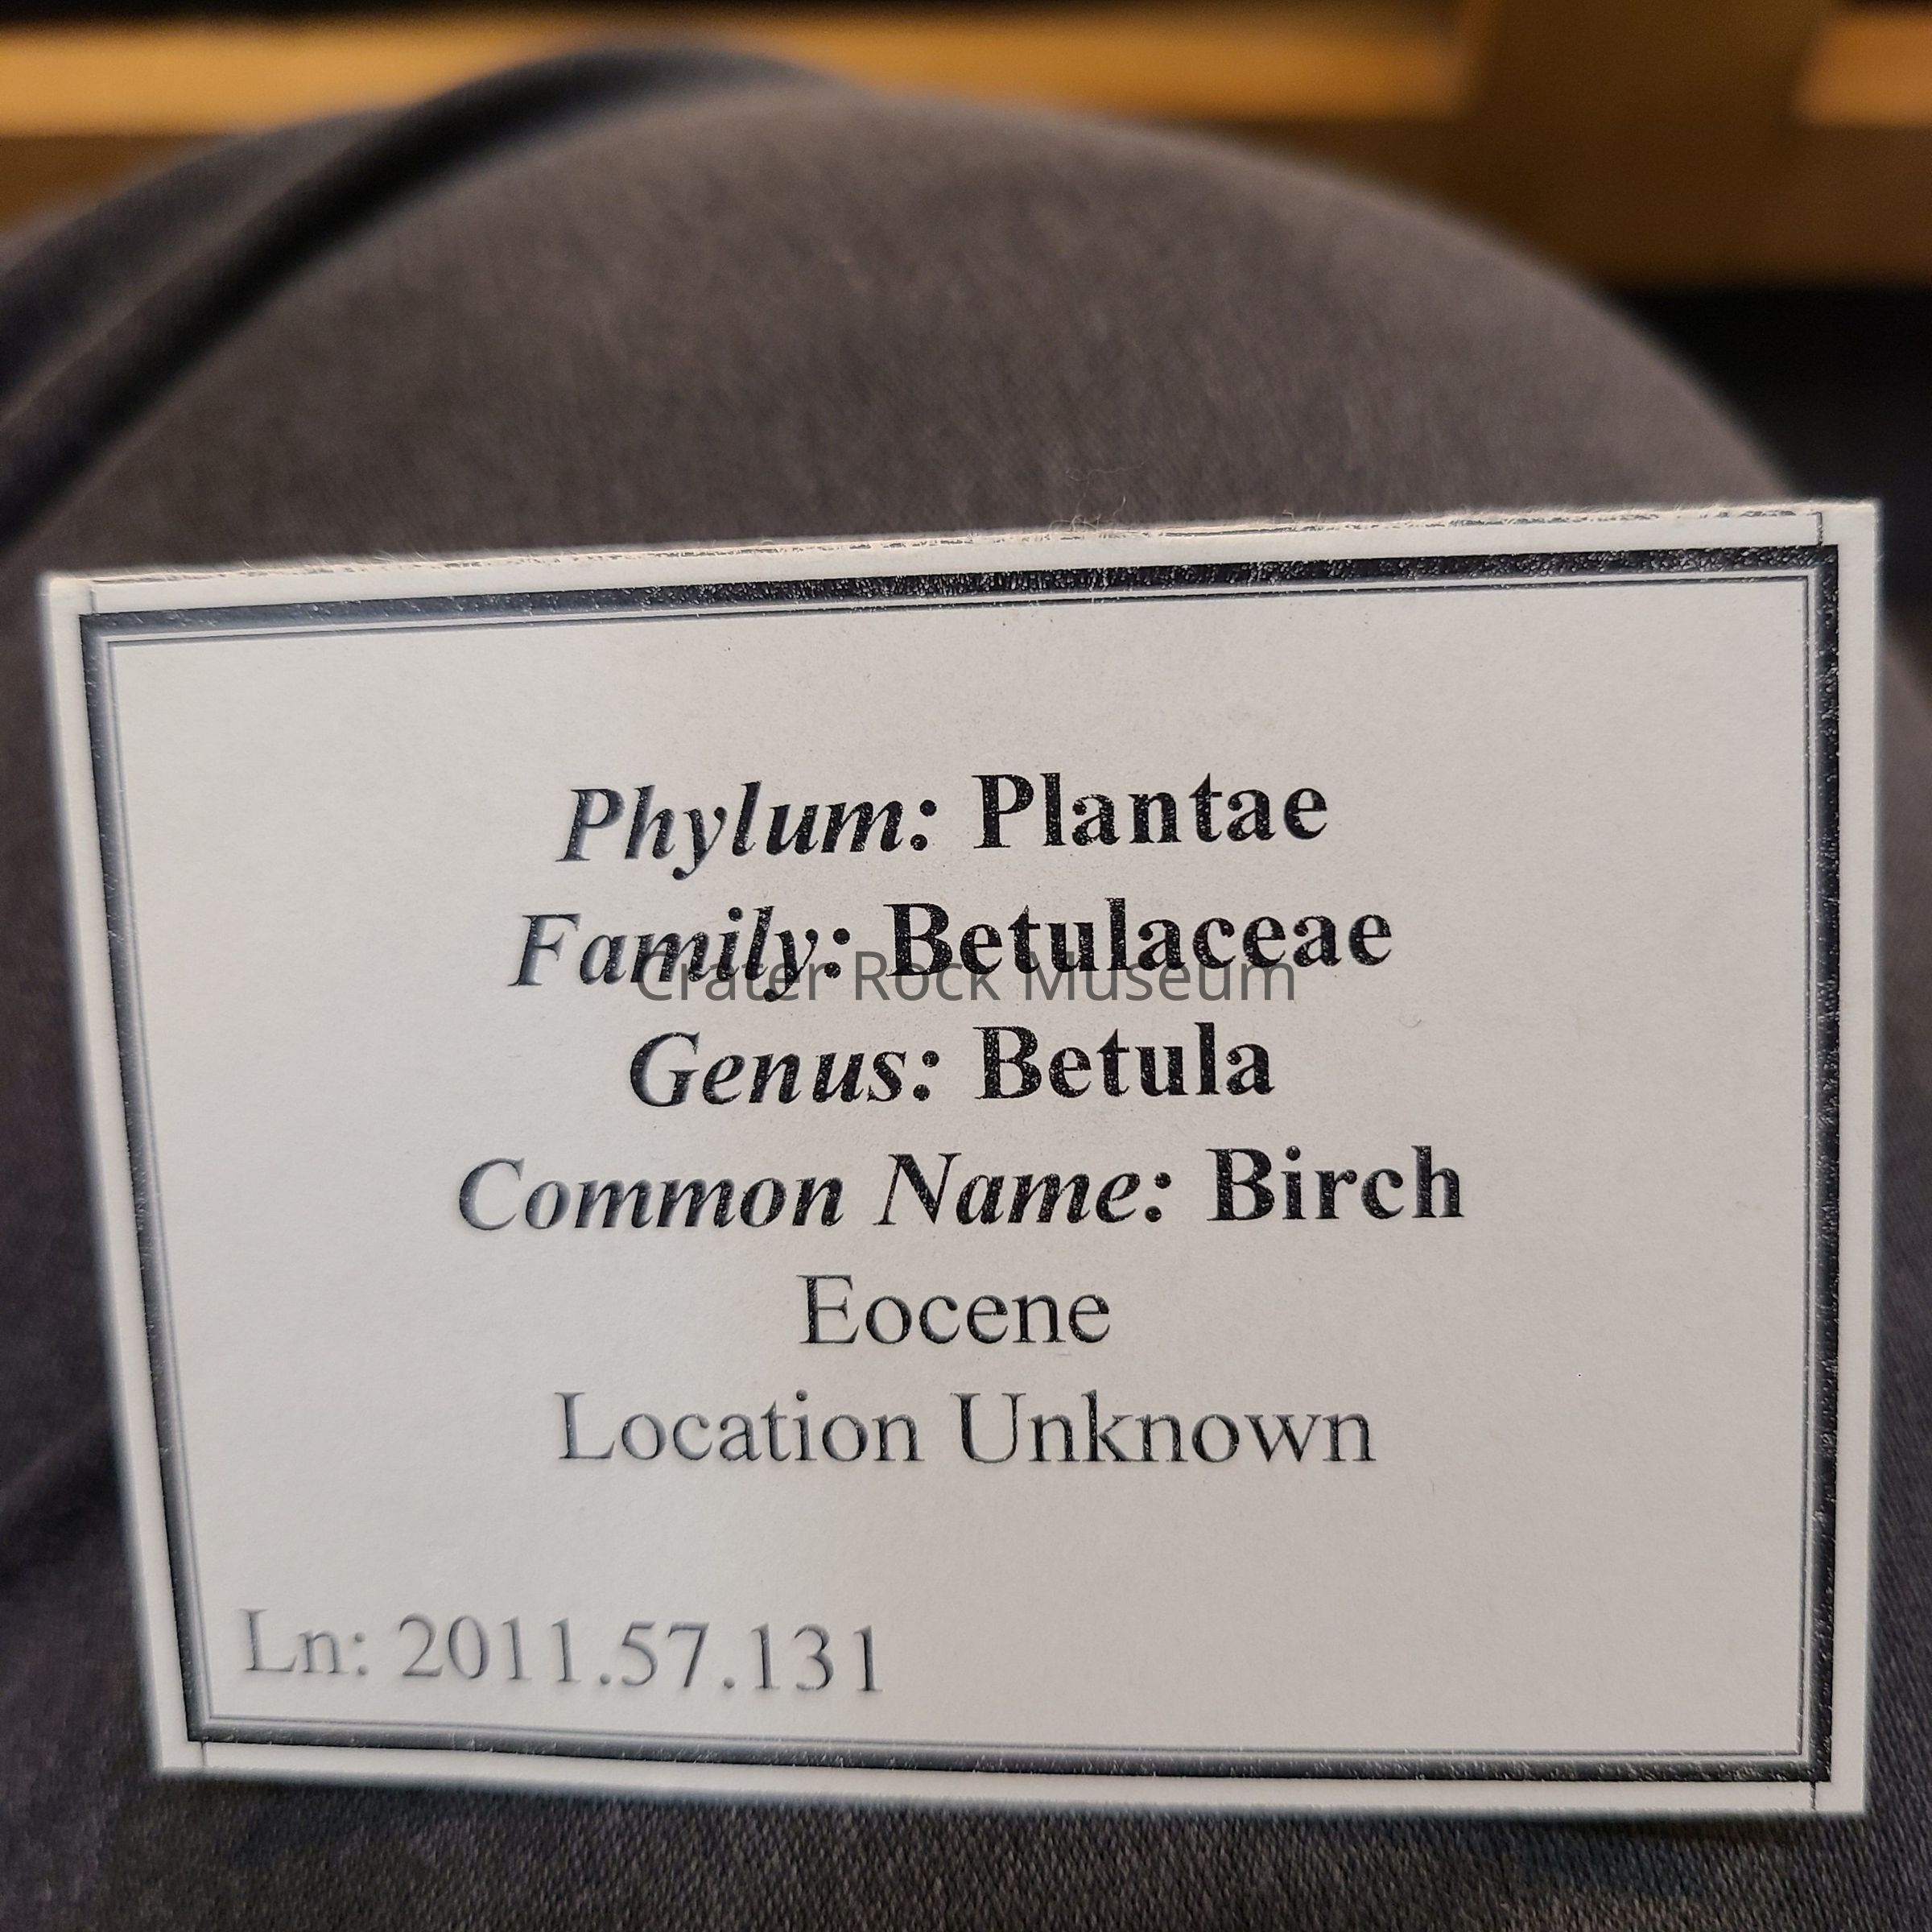 Phylum: Plantae
Family: Betulaceae
Crater Rock Museum
Genus: Betula
Common Name: Birch
Eocene
Location Unknown
Ln: 2011.57.131